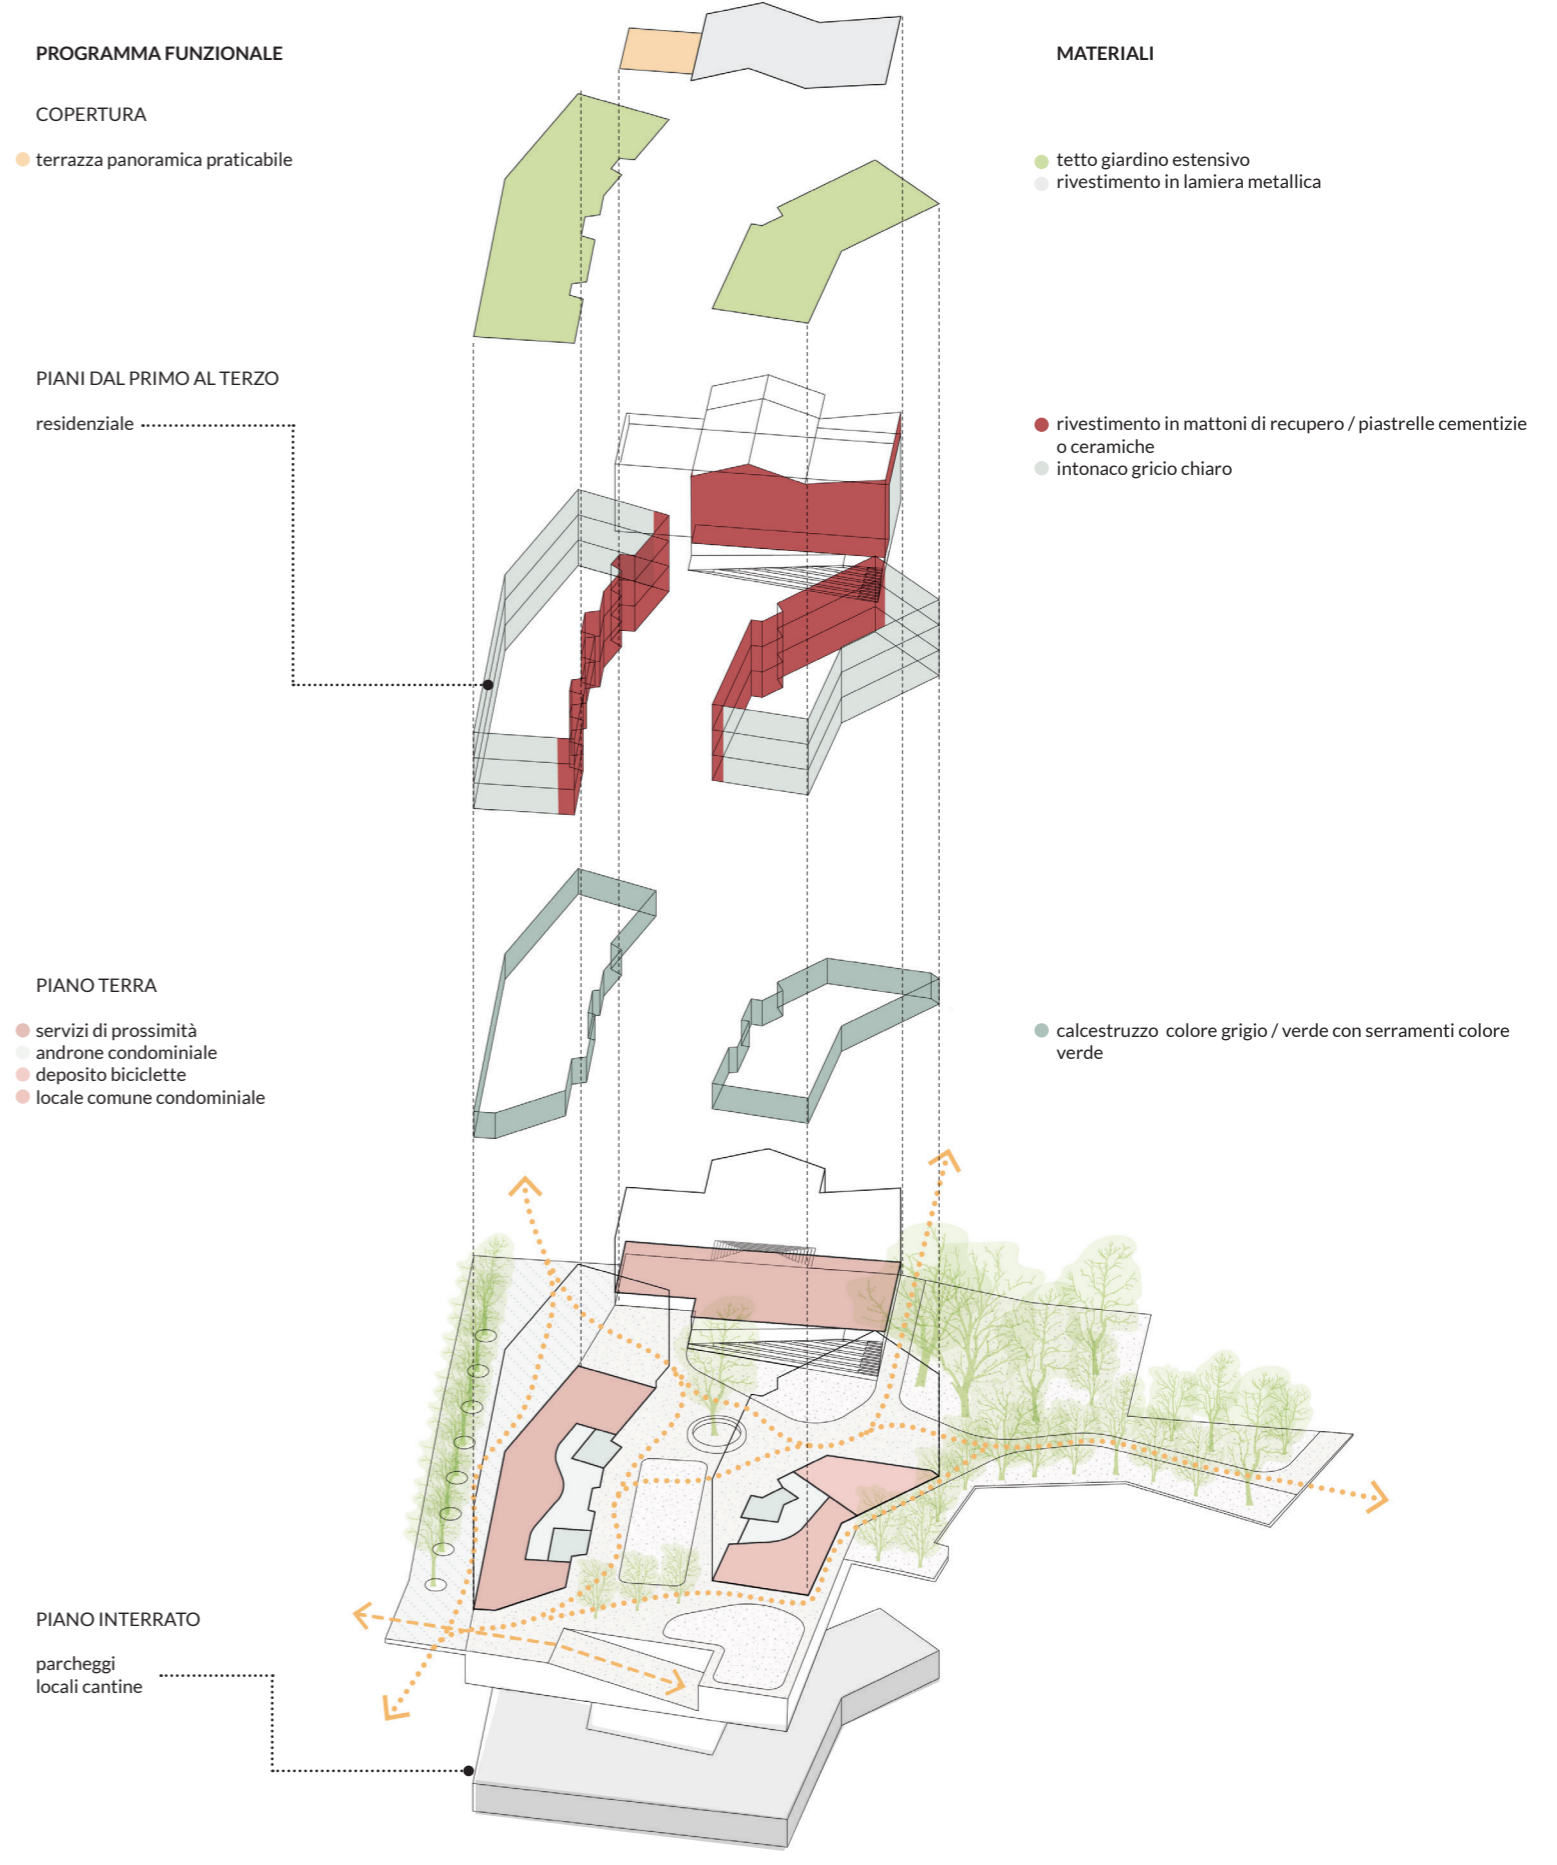 PROGRAMMA FUNZIONALE
COPERTURA
terrazza panoramica praticabile
PIANI DAL PRIMO AL TERZO
residenziale
PIANO TERRA
servizi di prossimità
androne condominiale
deposito biciclette
locale comune condominiale
PIANO INTERRATO
parcheggi
locali cantine
MATERIALI
tetto giardino estensivo
rivestimento in lamiera metallica
rivestimento in mattoni di recupero / piastrelle cementizie
o ceramiche
intonaco gricio chiaro
calcestruzzo colore grigio / verde con serramenti colore
verde